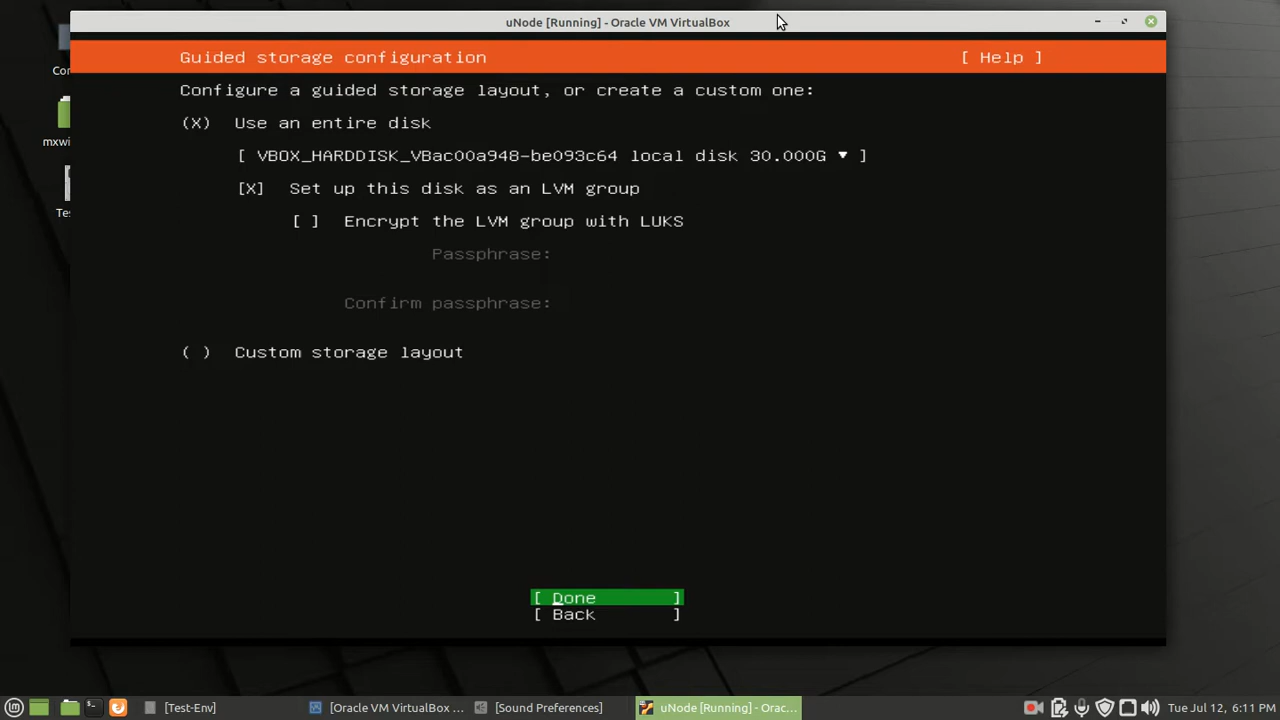 uNode [Running] - Oracle VM VirtualBox
Guided storage configuration [ Help ]
Configure a guided storage layout, or create a custom one:
(X) Use an entire disk
[ VBOX_HARDDISK_VBac00a948-be093c64 local disk 30.000G ▾ ]
[X] Set up this disk as an LVM group
[ ] Encrypt the LVM group with LUKS
Passphrase:
Confirm passphrase:
( ) Custom storage layout
[ Done ]
[ Back ]
Co
mxwi
Te
[Test-Env] [Oracle VM VirtualBox ... [Sound Preferences] uNode [Running] - Orac... Tue Jul 12, 6:11 PM